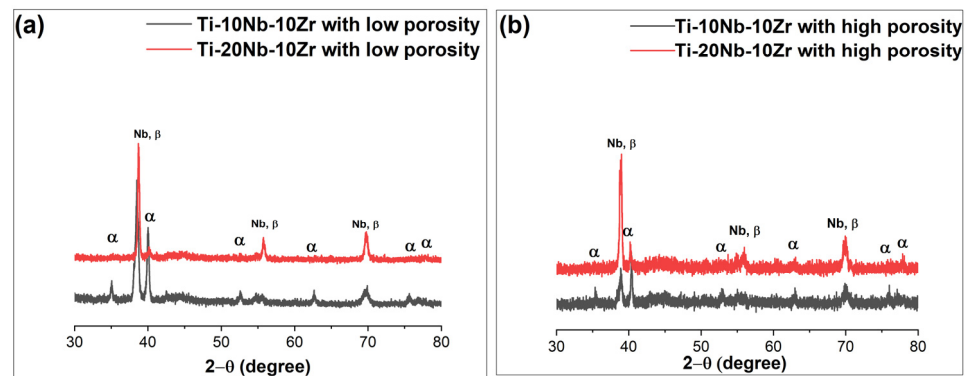 (a)
Ti-10Nb-10Zr with low porosity
Ti-20Nb-10Zr with low porosity
Nb, β
α
α
α
Nb, β
α
Nb, β
α
α
30 40 50 60 70 80
2−θ (degree)
(b)
Ti-10Nb-10Zr with high porosity
Ti-20Nb-10Zr with high porosity
Nb, β
α
α
α
Nb, β
α
Nb, β
α
α
30 40 50 60 70 80
2−θ (degree)